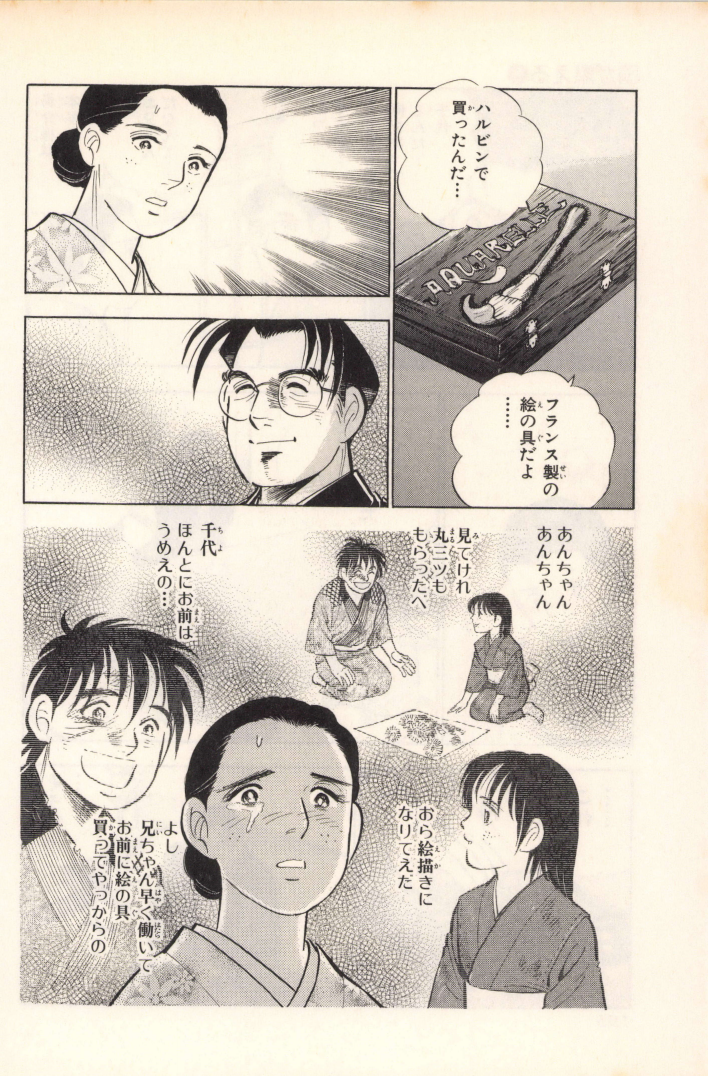 ハルビンで
買ったんだ…
AQUARELLE
フランス製の
絵の具だよ
……
あんちゃん
あんちゃん
見てけれ
丸三ツも
もらったべ
千代
ほんとにお前は
うめえの…
おら絵描きに
なりてえた
よし
兄ちゃん早く働いて
お前に絵の具
買ってやっからの